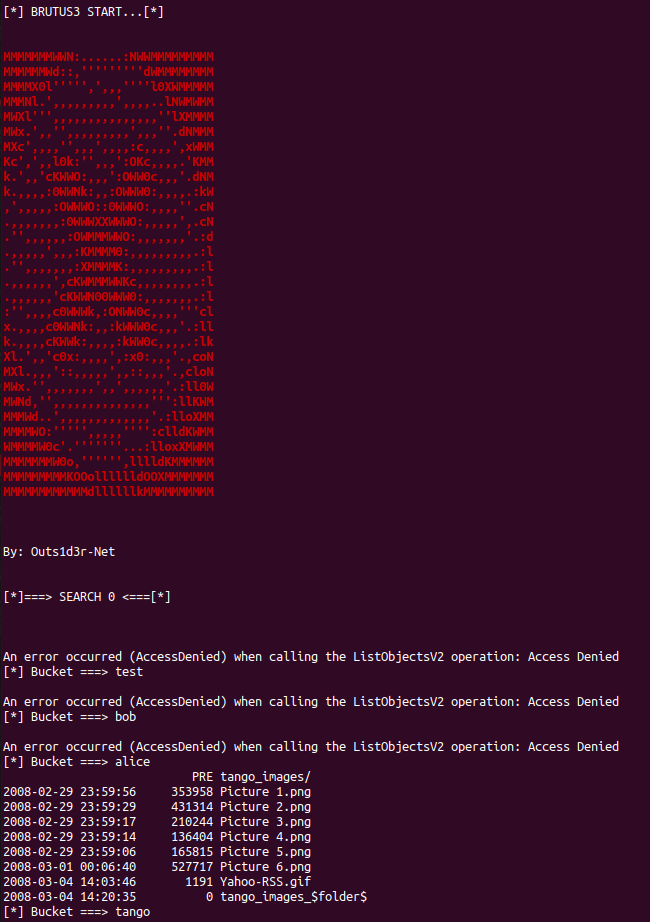 [*] BRUTUS3 START...[*]
By: Outs1d3r-Net
[*]===> SEARCH 0 <===[*]
An error occurred (AccessDenied) when calling the ListObjectsV2 operation: Access Denied
[*] Bucket ===> test
An error occurred (AccessDenied) when calling the ListObjectsV2 operation: Access Denied
[*] Bucket ===> bob
An error occurred (AccessDenied) when calling the ListObjectsV2 operation: Access Denied
[*] Bucket ===> alice
PRE tango_images/
2008-02-29 23:59:56 353958 Picture 1.png
2008-02-29 23:59:29 431314 Picture 2.png
2008-02-29 23:59:17 210244 Picture 3.png
2008-02-29 23:59:14 136404 Picture 4.png
2008-02-29 23:59:06 165815 Picture 5.png
2008-03-01 00:06:40 527717 Picture 6.png
2008-03-04 14:03:46 1191 Yahoo-RSS.gif
2008-03-04 14:20:35 0 tango_images_$folder$
[*] Bucket ===> tango